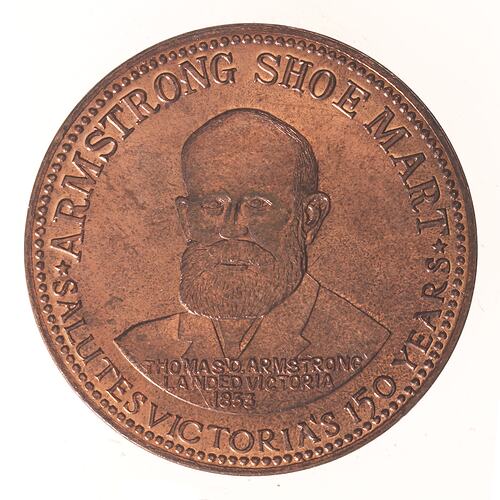 ARMSTRONG SHOE MART
★ SALUTES VICTORIA'S 150 YEARS ★
THOMAS D. ARMSTRONG
LANDED VICTORIA
1853